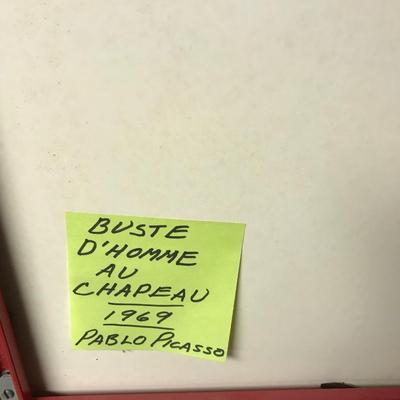 BUSTE
D'HOMME
AU
CHAPEAU
1969
PABLO PICASSO